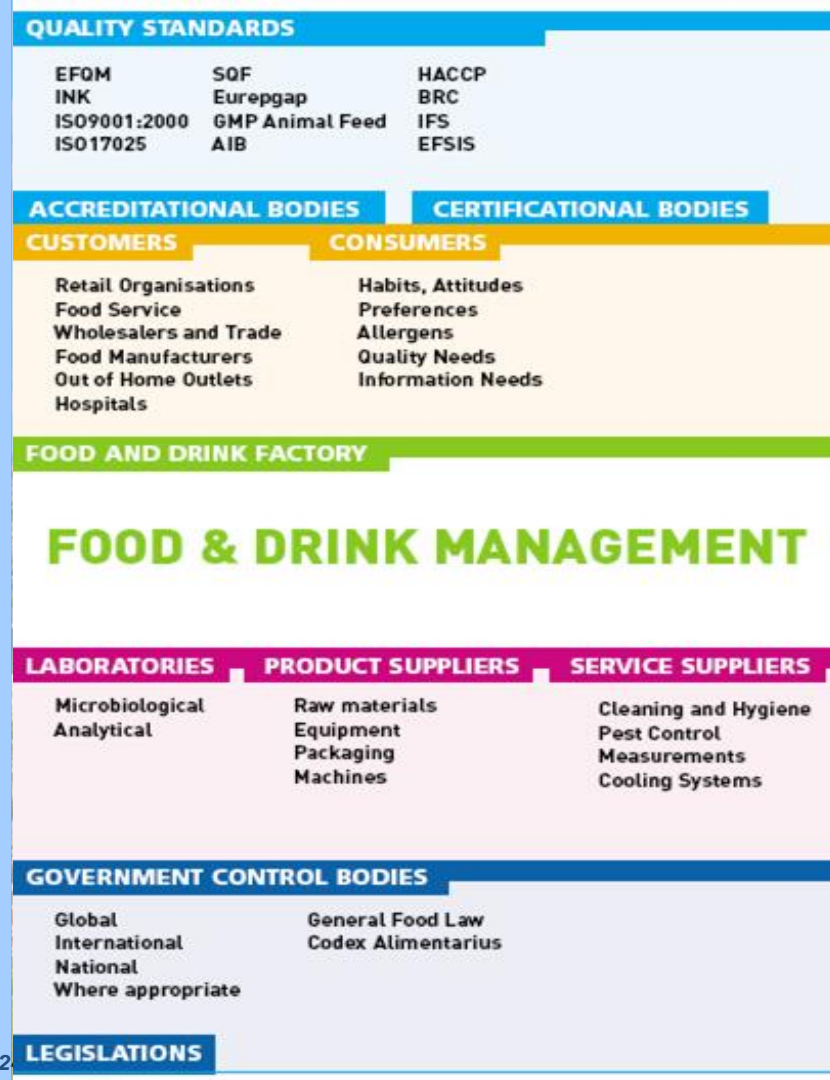 QUALITY STANDARDS
EFQM SQF HACCP
INK Eurepgap BRC
ISO9001:2000 GMP Animal Feed IFS
ISO17025 AIB EFSIS
ACCREDITATIONAL BODIES CERTIFICATIONAL BODIES
CUSTOMERS CONSUMERS
Retail Organisations Habits, Attitudes
Food Service Preferences
Wholesalers and Trade Allergens
Food Manufacturers Quality Needs
Out of Home Outlets Information Needs
Hospitals
FOOD AND DRINK FACTORY
FOOD & DRINK MANAGEMENT
LABORATORIES PRODUCT SUPPLIERS SERVICE SUPPLIERS
Microbiological Raw materials Cleaning and Hygiene
Analytical Equipment Pest Control
Packaging Measurements
Machines Cooling Systems
GOVERNMENT CONTROL BODIES
Global General Food Law
International Codex Alimentarius
National
Where appropriate
LEGISLATIONS